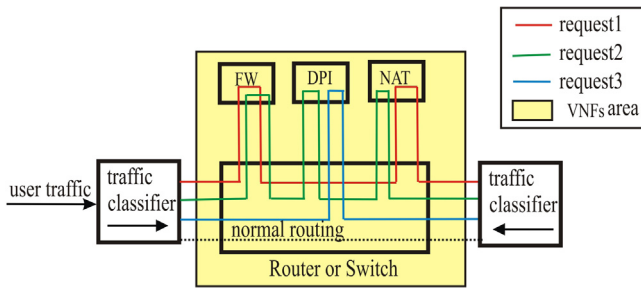 request1
request2
request3
VNFs area
FW
DPI
NAT
user traffic
traffic
classifier
normal routing
Router or Switch
traffic
classifier